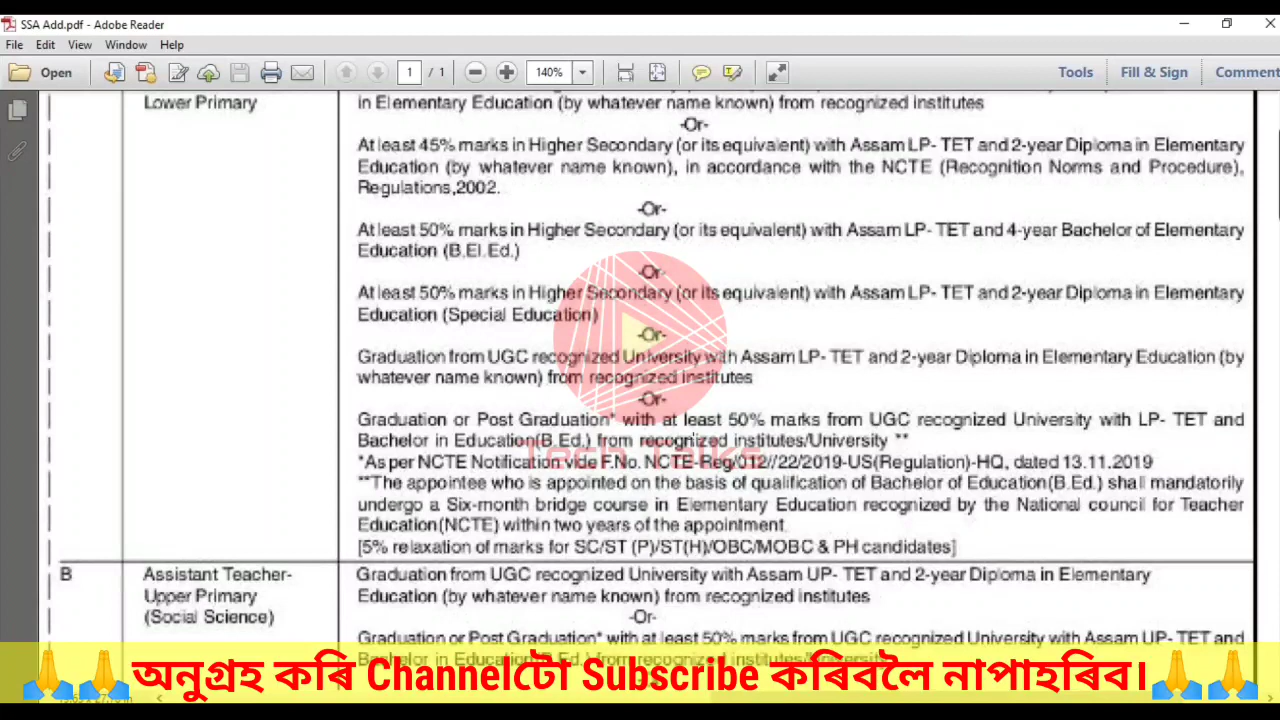 SSA Add.pdf - Adobe Reader
File Edit View Window Help
Open 1 / 1 140% Tools Fill & Sign Comment
Lower Primary
in Elementary Education (by whatever name known) from recognized institutes
-Or-
At least 45% marks in Higher Secondary (or its equivalent) with Assam LP- TET and 2-year Diploma in Elementary
Education (by whatever name known), in accordance with the NCTE (Recognition Norms and Procedure),
Regulations,2002.
-Or-
At least 50% marks in Higher Secondary (or its equivalent) with Assam LP- TET and 4-year Bachelor of Elementary
Education (B.El.Ed.)
-Or-
At least 50% marks in Higher Secondary (or its equivalent) with Assam LP- TET and 2-year Diploma in Elementary
Education (Special Education)
-Or-
Graduation from UGC recognized University with Assam LP- TET and 2-year Diploma in Elementary Education (by
whatever name known) from recognized institutes
-Or-
Graduation or Post Graduation* with at least 50% marks from UGC recognized University with LP- TET and
Bachelor in Education(B.Ed.) from recognized institutes/University **
Tech Talks
*As per NCTE Notification vide F.No. NCTE-Reg/012//22/2019-US(Regulation)-HQ, dated 13.11.2019
**The appointee who is appointed on the basis of qualification of Bachelor of Education(B.Ed.) shall mandatorily
undergo a Six-month bridge course in Elementary Education recognized by the National council for Teacher
Education(NCTE) within two years of the appointment.
[5% relaxation of marks for SC/ST (P)/ST(H)/OBC/MOBC & PH candidates]
B
Assistant Teacher-
Upper Primary
(Social Science)
Graduation from UGC recognized University with Assam UP- TET and 2-year Diploma in Elementary
Education (by whatever name known) from recognized institutes
-Or-
Graduation or Post Graduation* with at least 50% marks from UGC recognized University with Assam UP- TET and
Bachelor in Education(B.Ed.) from recognized institutes/University
অনুগ্ৰহ কৰি Channelটো Subscribe কৰিবলৈ নাপাহৰিব।